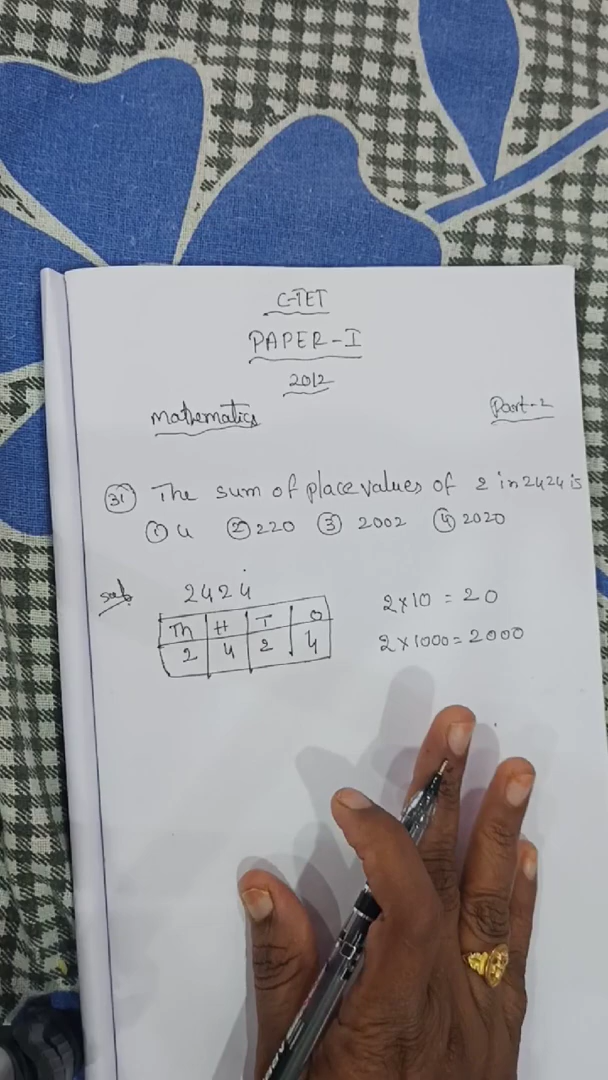 C-TET
PAPER-I
2012
Mathematics
Part-2
31 The sum of place values of 2 in 2424 is
① 4 ② 220 ③ 2002 ④ 2020
Sol:
2424
Th H T O
2 4 2 4
2×10 = 20
2×1000=2000